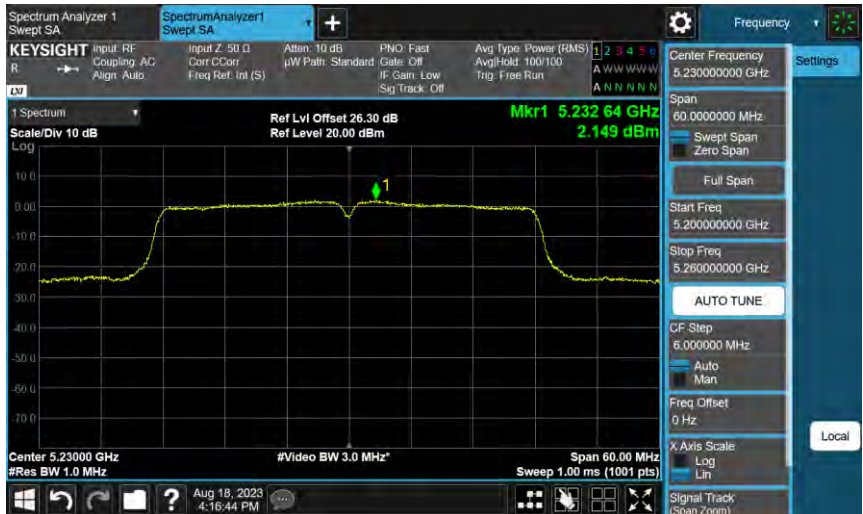 Spectrum Analyzer 1
Swept SA
SpectrumAnalyzer1
Swept SA
Frequency
KEYSIGHT
R
LXI
Input: RF
Coupling: AC
Align: Auto
Input Z: 50 Ω
Corr CCorr
Freq Ref: Int (S)
Atten: 10 dB
µW Path: Standard
PNO: Fast
Gate: Off
IF Gain: Low
Sig Track: Off
Avg Type: Power (RMS)
Avg|Hold: 100/100
Trig: Free Run
1 2 3 4 5 6
A W W W W W
A N N N N N
1 Spectrum
Scale/Div 10 dB
Log
Ref Lvl Offset 26.30 dB
Ref Level 20.00 dBm
Mkr1 5.232 64 GHz
2.149 dBm
1
10.0
0.00
-10.0
-20.0
-30.0
-40.0
-50.0
-60.0
-70.0
Center 5.23000 GHz
#Res BW 1.0 MHz
#Video BW 3.0 MHz*
Span 60.00 MHz
Sweep 1.00 ms (1001 pts)
?
Aug 18, 2023
4:16:44 PM
Center Frequency
5.230000000 GHz
Settings
Span
60.0000000 MHz
Swept Span
Zero Span
Full Span
Start Freq
5.200000000 GHz
Stop Freq
5.260000000 GHz
AUTO TUNE
CF Step
6.000000 MHz
Auto
Man
Freq Offset
0 Hz
X Axis Scale
Log
Lin
Local
Signal Track
(Span Zoom)